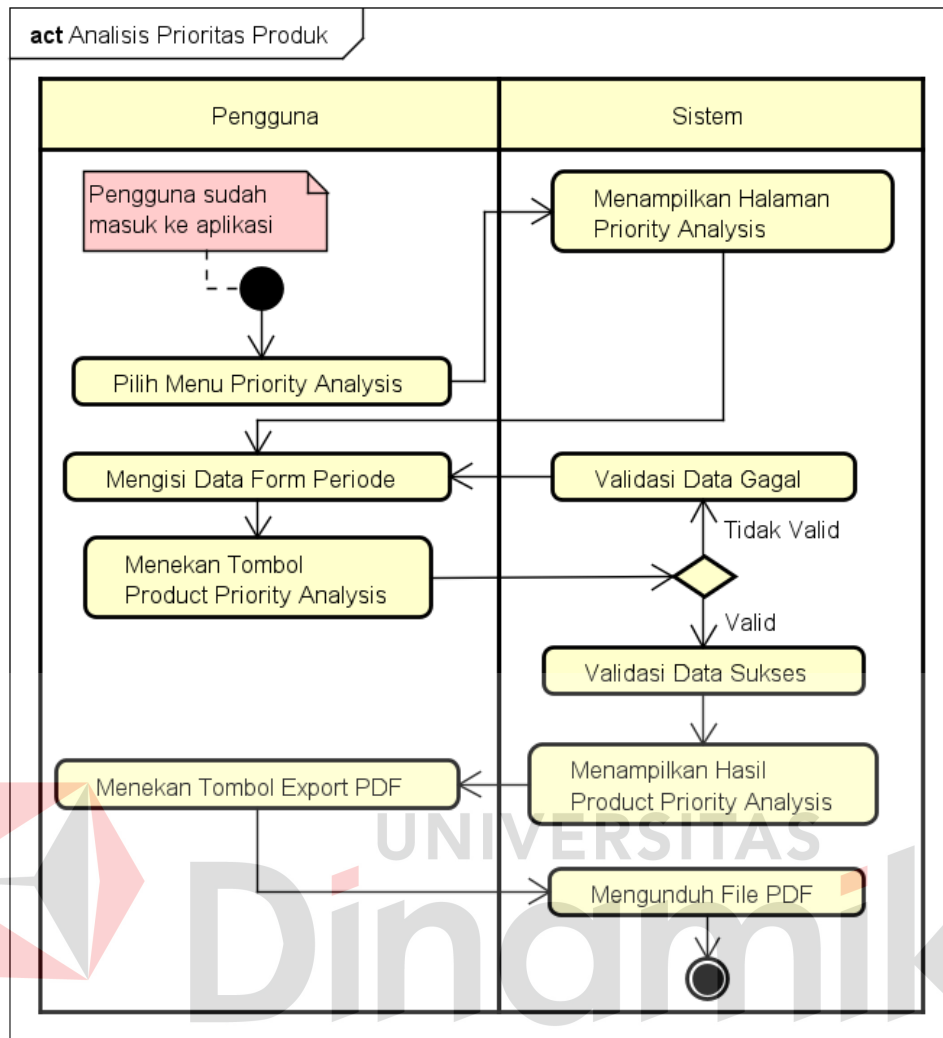 act Analisis Prioritas Produk
Pengguna
Sistem
Pengguna sudah
masuk ke aplikasi
Menampilkan Halaman
Priority Analysis
Pilih Menu Priority Analysis
Mengisi Data Form Periode
Validasi Data Gagal
Tidak Valid
Menekan Tombol
Product Priority Analysis
Valid
Validasi Data Sukses
Menampilkan Hasil
Product Priority Analysis
Menekan Tombol Export PDF
UNIVERSITAS
Mengunduh File PDF